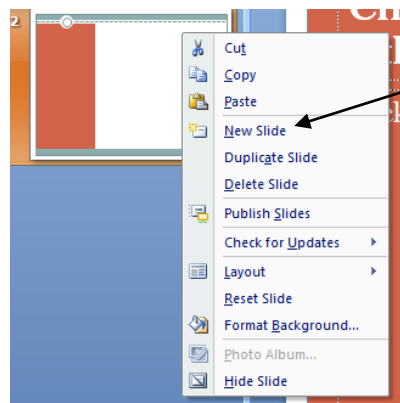 2
Cut
Copy
Paste
New Slide
Duplicate Slide
Delete Slide
Publish Slides
Check for Updates
Layout
Reset Slide
Format Background...
Photo Album...
Hide Slide